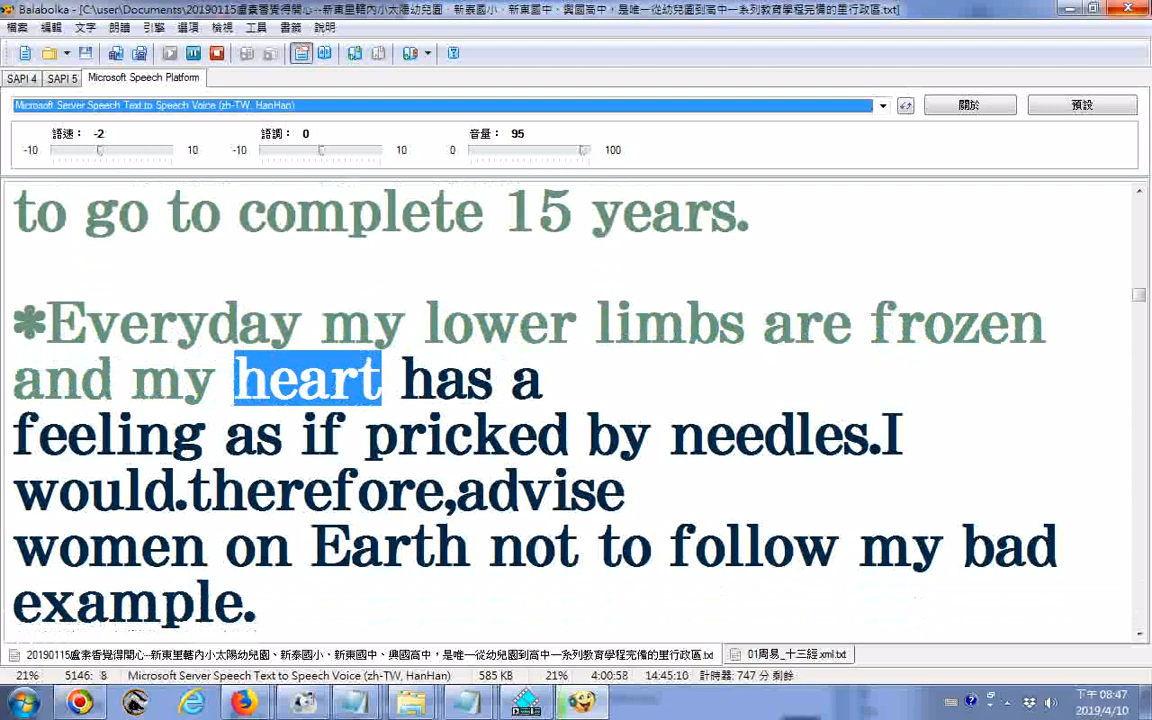 Balabolka - [C:\user\Documents\20190115盧素香覺得開心--新東里轄內小太陽幼兒園、新泰國小、新東國中、興國高中，是唯一從幼兒園到高中一系列教育學程完備的里行政區.txt]
檔案 編輯 文字 朗讀 引擎 選項 檢視 工具 書籤 說明
SAPI 4 SAPI 5 Microsoft Speech Platform
Microsoft Server Speech Text to Speech Voice (zh-TW, HanHan) 關於 預設
語速： -2 語調： 0 音量： 95
-10 10 -10 10 0 100
to go to complete 15 years.
*Everyday my lower limbs are frozen
and my heart has a
feeling as if pricked by needles.I
would.therefore,advise
women on Earth not to follow my bad
example.
20190115盧素香覺得開心--新東里轄內小太陽幼兒園、新泰國小、新東國中、興國高中，是唯一從幼兒園到高中一系列教育學程完備的里行政區.txt 01周易_十三經.xml.txt
21% 5146: 8 Microsoft Server Speech Text to Speech Voice (zh-TW, HanHan) 585 KB 21% 4:00:58 14:45:10 計時器: 747 分 剩餘
下午 08:47
2019/4/10